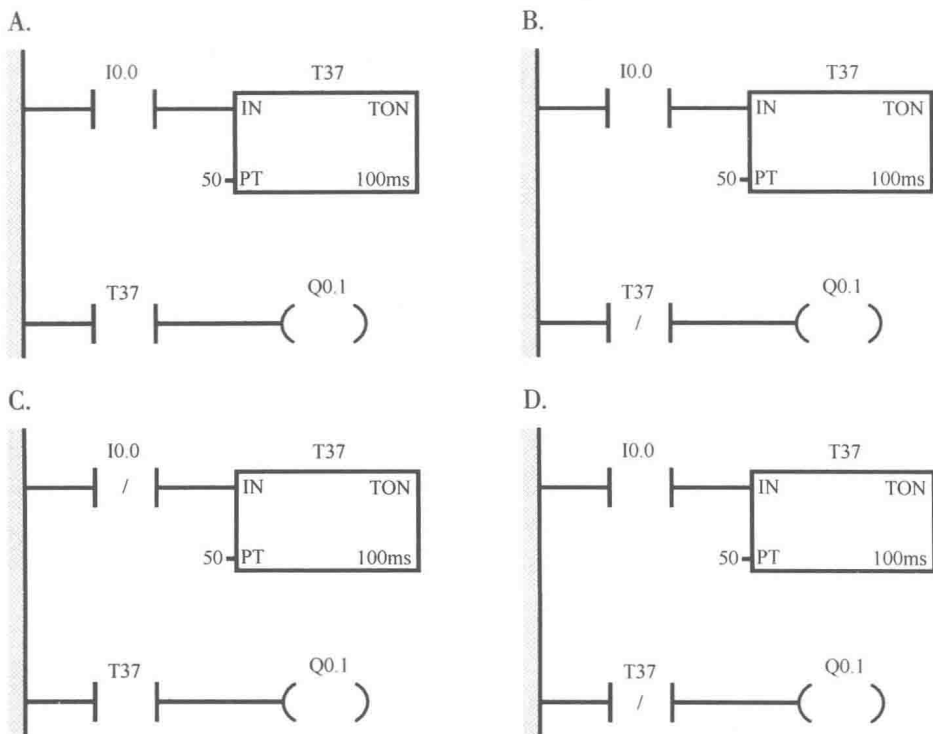 A.
I0.0 T37
IN TON
50 PT 100ms
T37 Q0.1
/
B.
I0.0 T37
IN TON
50 PT 100ms
T37 Q0.1
/
C.
I0.0 T37
/
IN TON
50 PT 100ms
T37 Q0.1
D.
I0.0 T37
IN TON
50 PT 100ms
T37 Q0.1
/